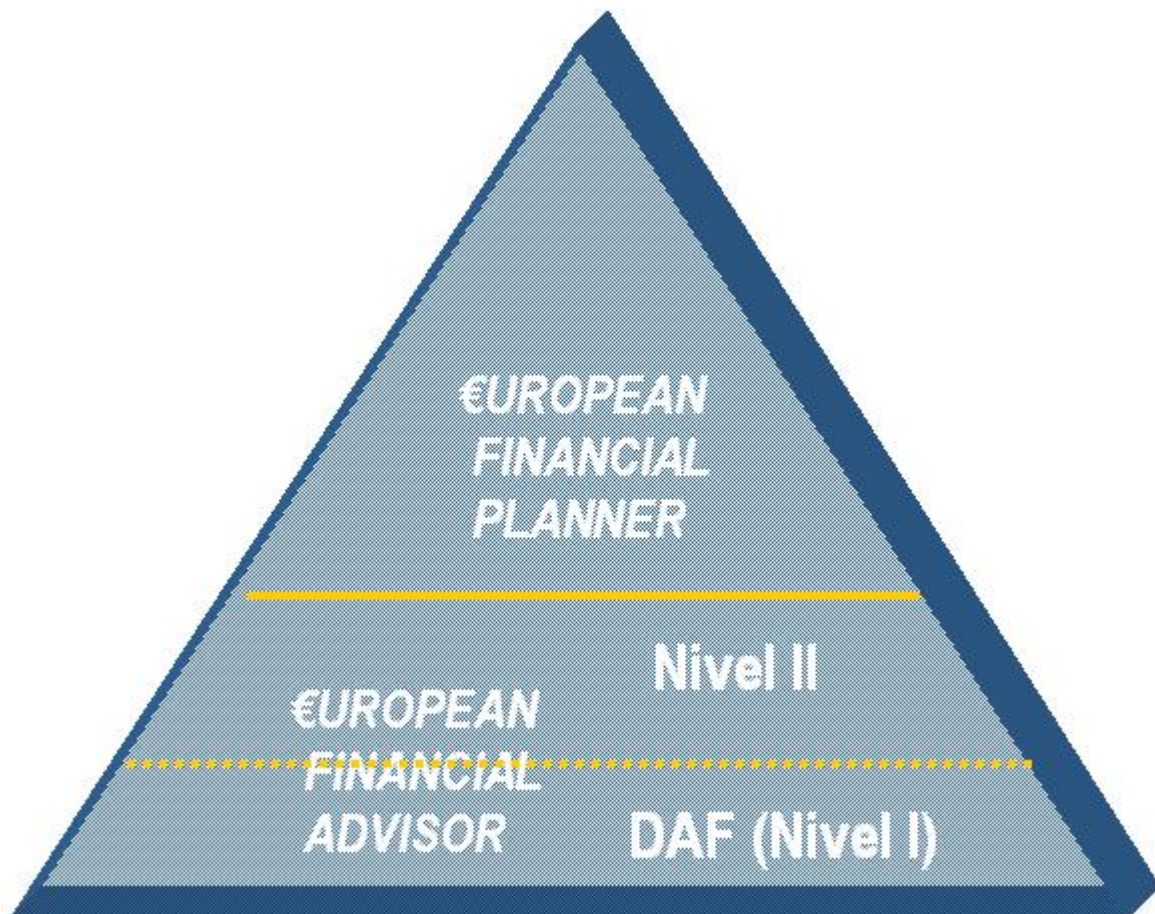 €UROPEAN
FINANCIAL
PLANNER
Nivel II
€UROPEAN
FINANCIAL
ADVISOR
DAF (Nivel I)